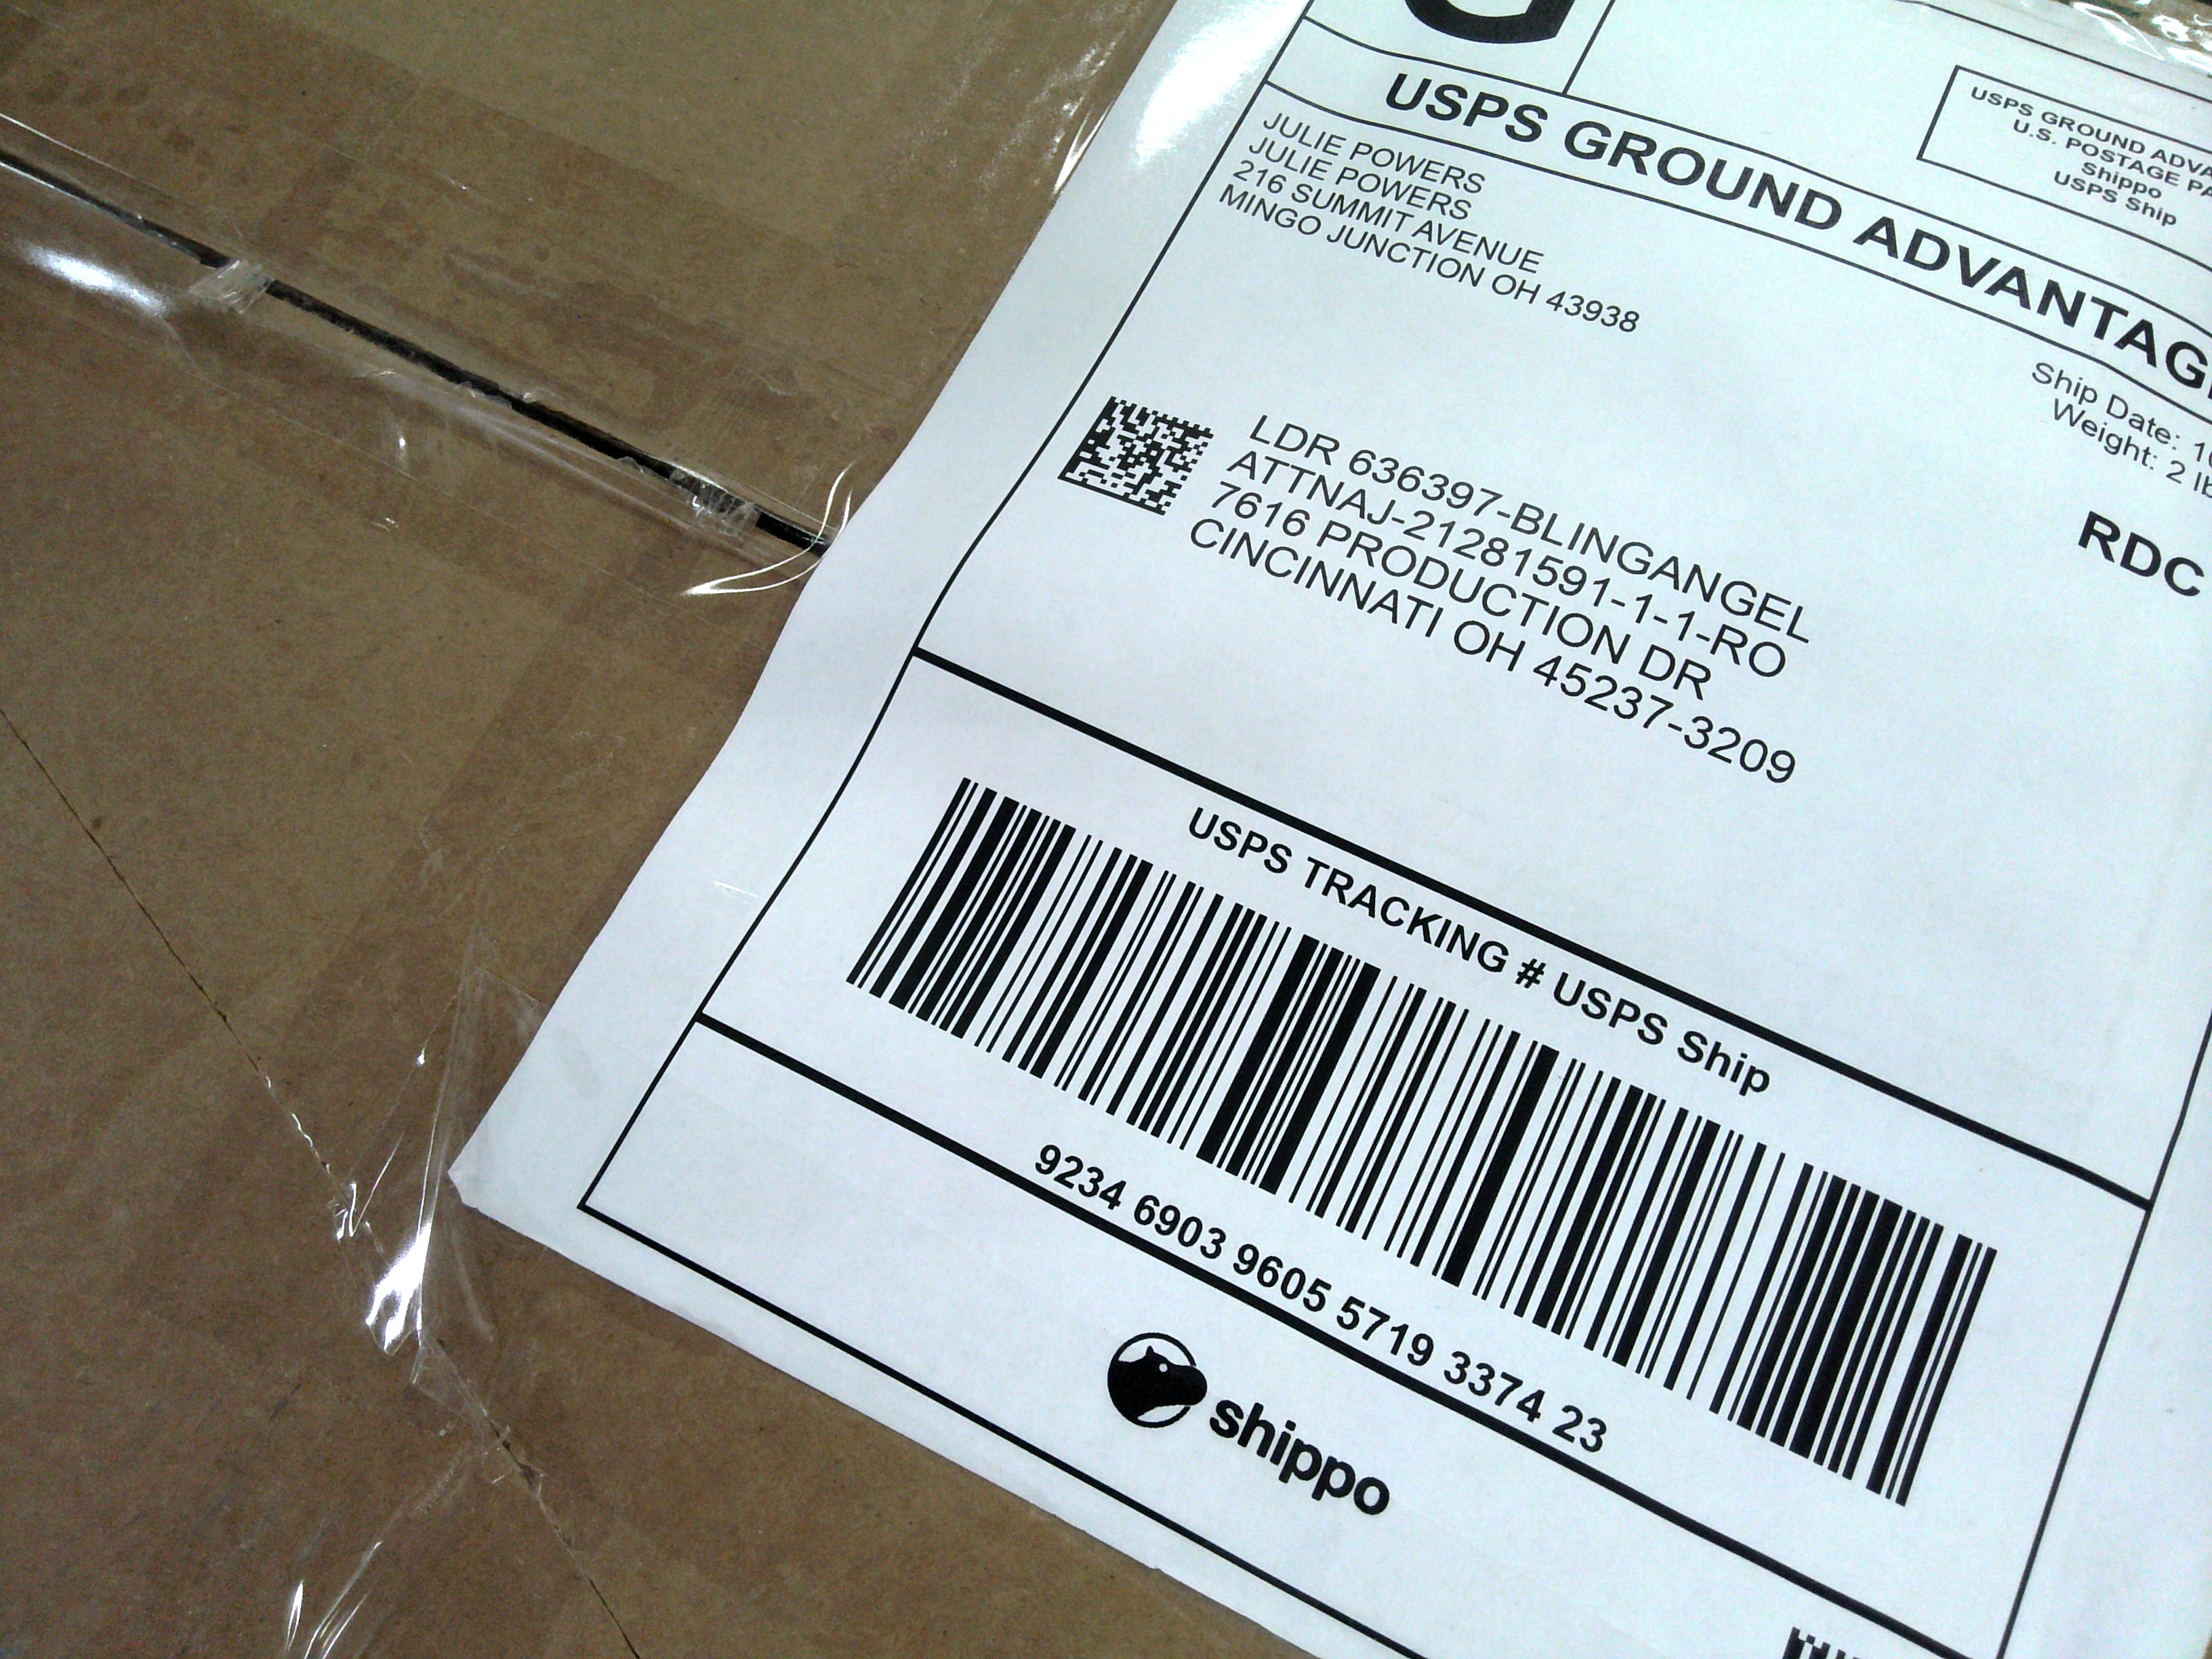 USPS GROUND ADVA
U.S. POSTAGE PA
Shippo
USPS Ship
USPS GROUND ADVANTAG
JULIE POWERS
JULIE POWERS
216 SUMMIT AVENUE
MINGO JUNCTION OH 43938
Ship Date: 10
Weight: 2 lb
RDC
LDR 636397-BLINGANGEL
ATTNAJ-21281591-1-1-RO
7616 PRODUCTION DR
CINCINNATI OH 45237-3209
USPS TRACKING # USPS Ship
9234 6903 9605 5719 3374 23
shippo